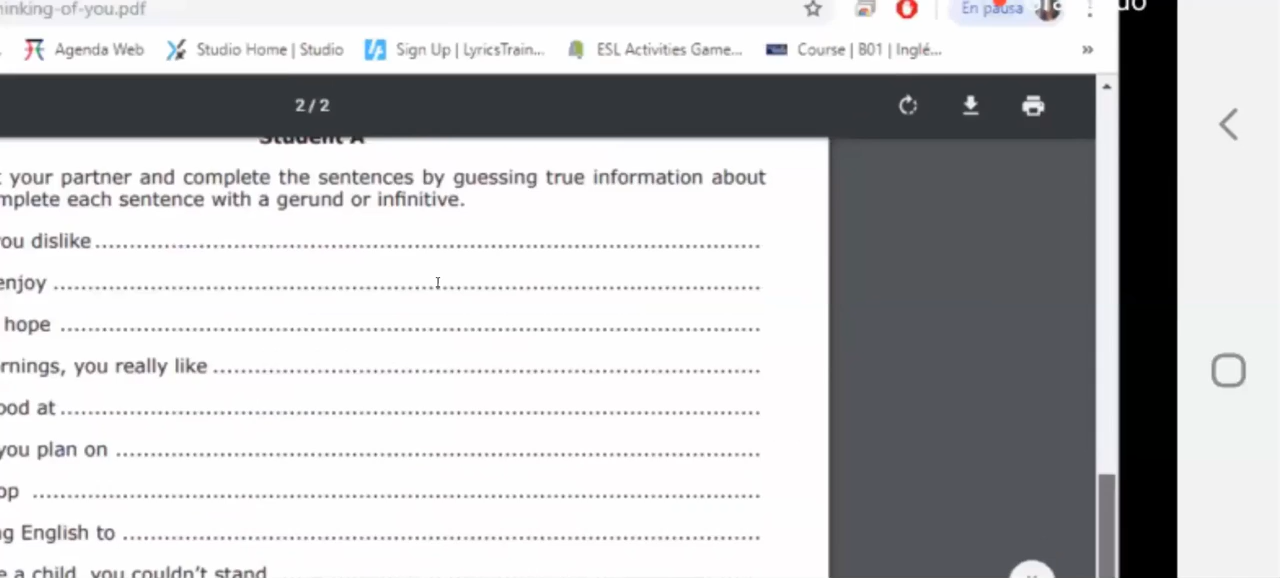 inking-of-you.pdf
En pausa
Agenda Web
Studio Home | Studio
Sign Up | LyricsTrain...
ESL Activities Game...
Course | B01 | Inglé...
»
2 / 2
Student A
your partner and complete the sentences by guessing true information about
mplete each sentence with a gerund or infinitive.
ou dislike
enjoy
hope
rnings, you really like
ood at
you plan on
op
g English to
e a child, you couldn't stand